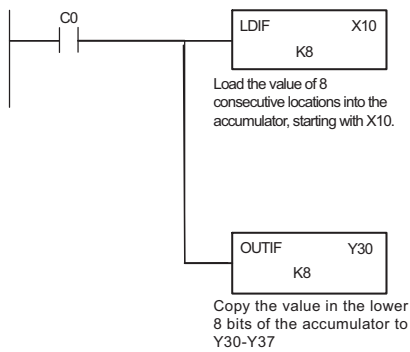 C0
LDIF X10
K8
Load the value of 8
consecutive locations into the
accumulator, starting with X10.
OUTIF Y30
K8
Copy the value in the lower
8 bits of the accumulator to
Y30-Y37